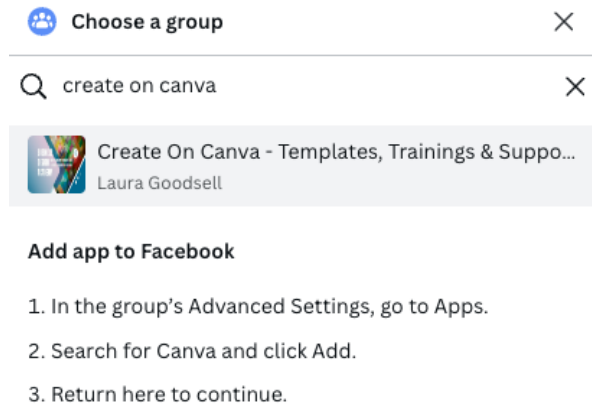 Choose a group
create on canva
Create On Canva - Templates, Trainings & Suppo...
Laura Goodsell
Add app to Facebook
1. In the group's Advanced Settings, go to Apps.
2. Search for Canva and click Add.
3. Return here to continue.